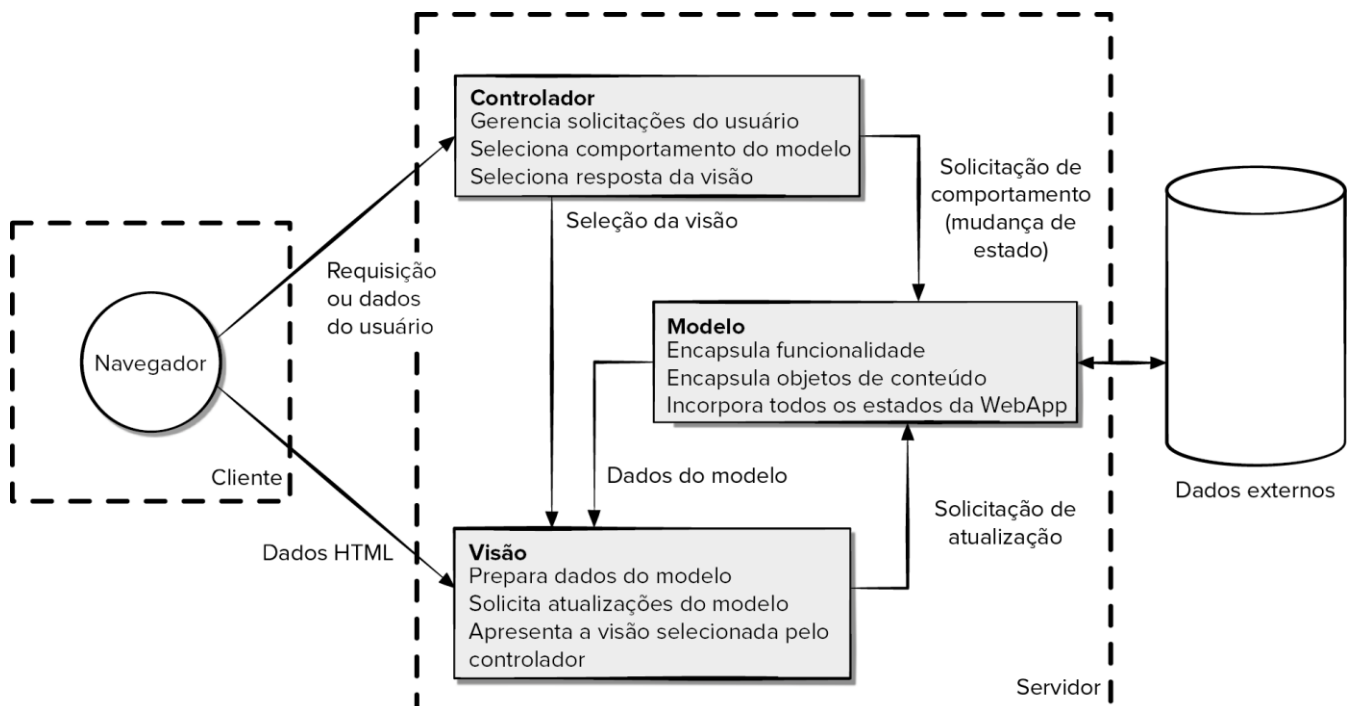 Controlador
Gerencia solicitações do usuário
Seleciona comportamento do modelo
Seleciona resposta da visão
Solicitação de
comportamento
(mudança de
estado)
Seleção da visão
Requisição
ou dados
do usuário
Navegador
Cliente
Modelo
Encapsula funcionalidade
Encapsula objetos de conteúdo
Incorpora todos os estados da WebApp
Dados do modelo
Dados externos
Solicitação de
atualização
Dados HTML
Visão
Prepara dados do modelo
Solicita atualizações do modelo
Apresenta a visão selecionada pelo
controlador
Servidor